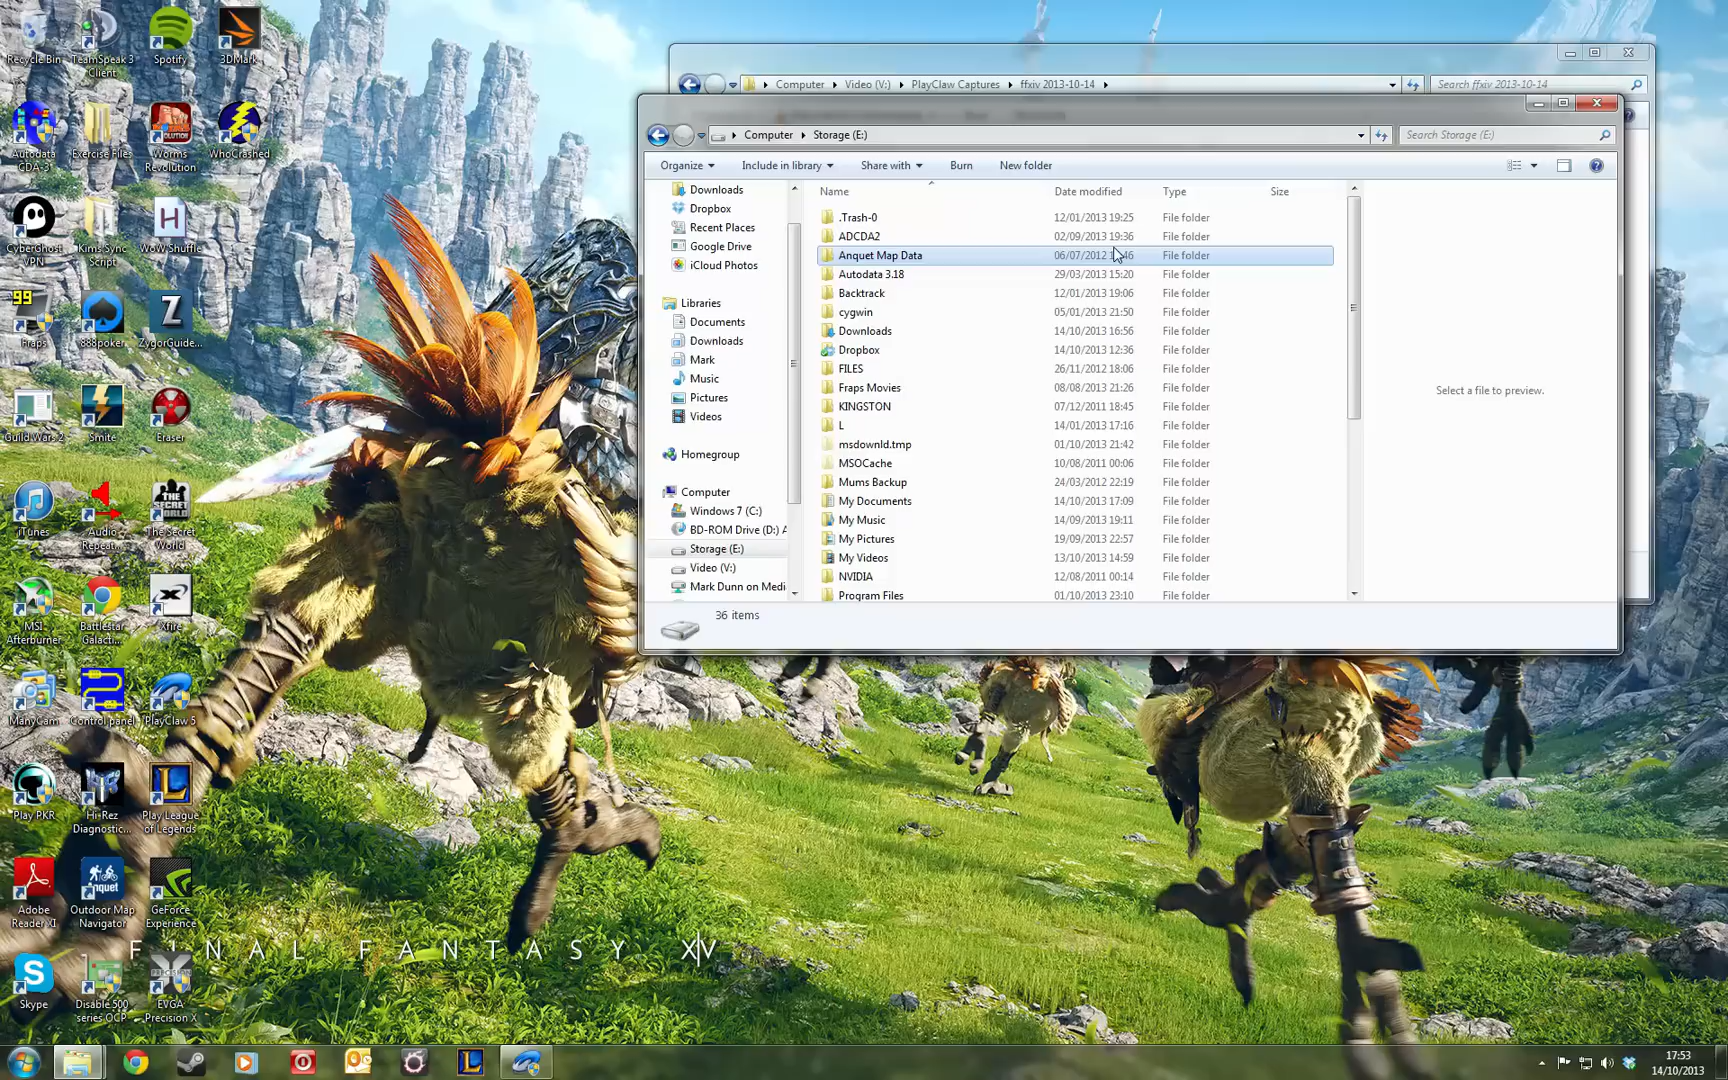 Recycle Bin
TeamSpeak 3 Client
Spotify
3DMark
Autodata CDA-3
Exercise Files
Worms Revolution
WhoCrashed
CyberGhost VPN
Kims Sync Script
WoW Shuffle
99
Fraps
888poker
ZygorGuide...
Guild Wars 2
Smite
Eraser
iTunes
Audio Repeat...
THE SECRET WORLD
The Secret World
MSI Afterburner
Battlestar Galacti...
Xfire
ManyCam
Control panel
PlayClaw 5
Play PKR
Hi-Rez Diagnostic...
Play League of Legends
Adobe Reader XI
Anquet
Outdoor Map Navigator
GeForce Experience
Skype
Disable 500 series OCP
EVGA Precision X
FINAL FANTASY XIV
Computer
Video (V:)
PlayClaw Captures
ffxiv 2013-10-14
Search ffxiv 2013-10-14
Computer
Storage (E:)
Search Storage (E:)
Organize
Include in library
Share with
Burn
New folder
Downloads
Dropbox
Recent Places
Google Drive
iCloud Photos
Libraries
Documents
Downloads
Mark
Music
Pictures
Videos
Homegroup
Computer
Windows 7 (C:)
BD-ROM Drive (D:) A
Storage (E:)
Video (V:)
Mark Dunn on Medi
Name Date modified Type Size
.Trash-0 12/01/2013 19:25 File folder
ADCDA2 02/09/2013 19:36 File folder
Anquet Map Data 06/07/2012 File folder
Autodata 3.18 29/03/2013 15:20 File folder
Backtrack 12/01/2013 19:06 File folder
cygwin 05/01/2013 21:50 File folder
Downloads 14/10/2013 16:56 File folder
Dropbox 14/10/2013 12:36 File folder
FILES 26/11/2012 18:06 File folder
Fraps Movies 08/08/2013 21:26 File folder
KINGSTON 07/12/2011 18:45 File folder
L 14/01/2013 17:16 File folder
msdownld.tmp 01/10/2013 21:42 File folder
MSOCache 10/08/2011 00:06 File folder
Mums Backup 24/03/2012 22:19 File folder
My Documents 14/10/2013 17:09 File folder
My Music 14/09/2013 19:11 File folder
My Pictures 19/09/2013 22:57 File folder
My Videos 13/10/2013 14:59 File folder
NVIDIA 12/08/2011 00:14 File folder
Program Files 01/10/2013 23:10 File folder
Select a file to preview.
36 items
17:53
14/10/2013